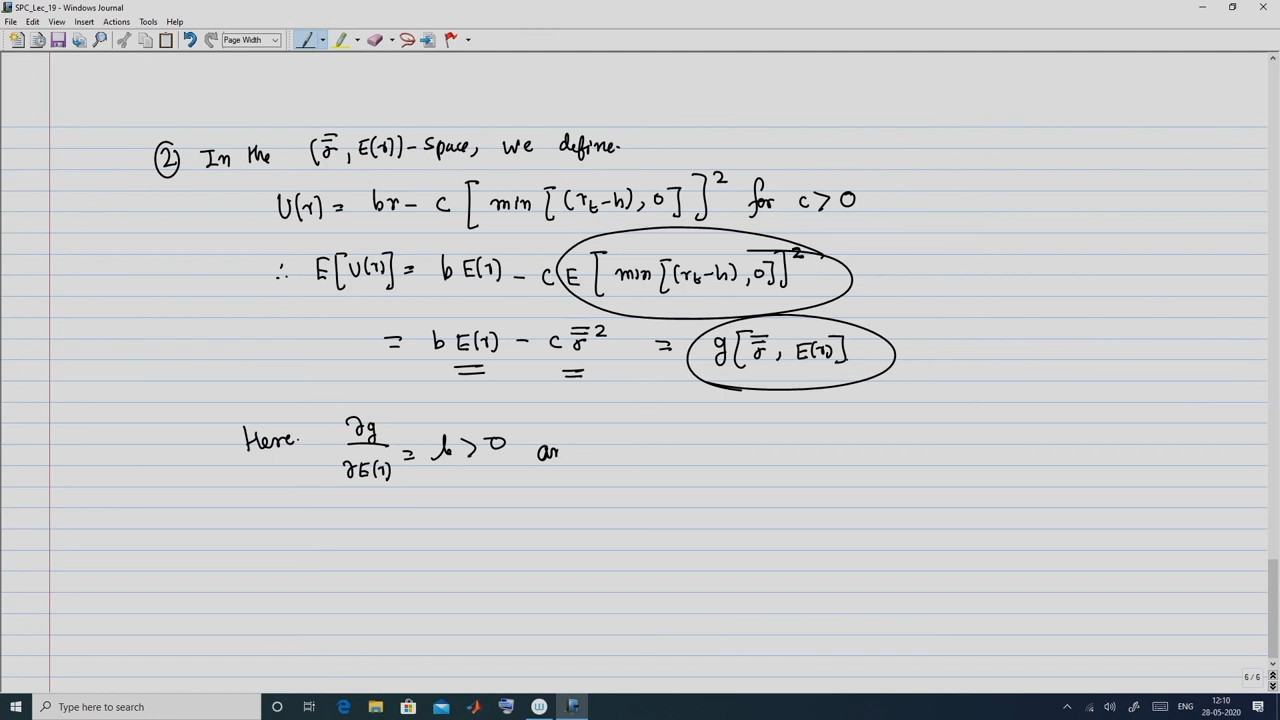 SPC_Lec_19 - Windows Journal
File Edit View Insert Actions Tools Help
Page Width
② In the (r̿, E(r))-space, we define.
U(r) = br - c [ min [(r_t-h), 0] ]² for c > 0
∴ E[U(r)] = b E(r) - c E [ min [(r_t-h), 0] ]²
= b E(r) - c r̿² = g[r̿, E(r)]
Here. ∂g/∂E(r) = b > 0 an
6 / 6
Type here to search
ENG
12:10
28-05-2020